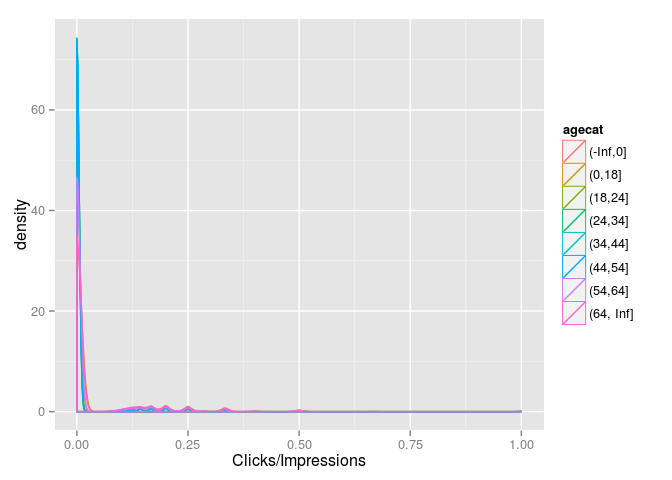 60
40
20
0
density
0.00 0.25 0.50 0.75 1.00
Clicks/Impressions
agecat
(-Inf,0]
(0,18]
(18,24]
(24,34]
(34,44]
(44,54]
(54,64]
(64, Inf]